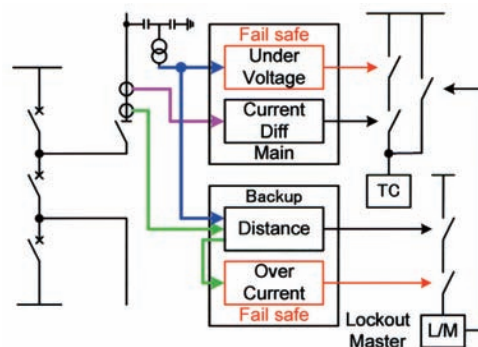 Fail safe
Under
Voltage
Current
Diff
Main
TC
Backup
Distance
Over
Current
Fail safe
Lockout
Master
L/M